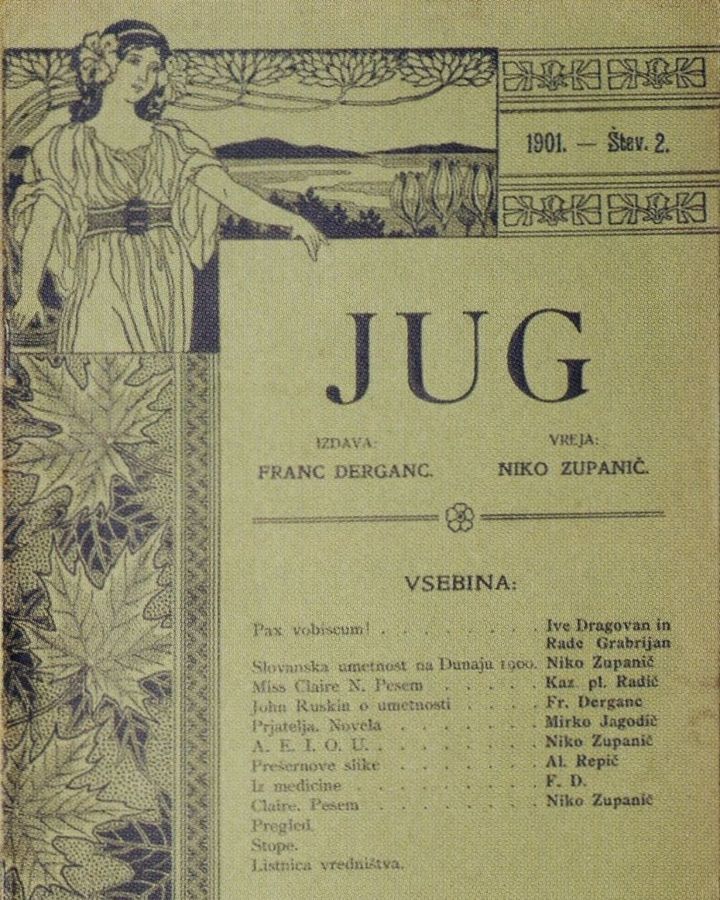 1901. — Štev. 2.
JUG
IZDAVA:
FRANC DERGANC.
VREJA:
NIKO ZUPANIČ.
VSEBINA:
Pax vobiscum! . . . . . . . . Ive Dragovan in
Rade Grabrijan
Slovanska umetnost na Dunaju 1900. Niko Zupanič
Miss Claire N. Pesem . . . . . Kaz. pl. Radič
John Ruskin o umetnosti . . . . Fr. Derganc
Prjatelja. Novela . . . . . . . Mirko Jagodič
A. E. I. O. U. . . . . . . . . Niko Zupanič
Prešernove slike . . . . . . . Al. Repič
Iz medicine . . . . . . . . . F. D.
Claire. Pesem . . . . . . . . Niko Zupanič
Pregled.
Stope.
Listnica vredništva.